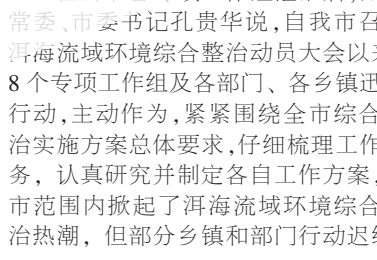 常委、市委书记孔贵华说,自我市召
洱海流域环境综合整治动员大会以
8个专项工作组及各部门、各乡镇迅
行动,主动作为,紧紧围绕全市综合
治实施方案总体要求,仔细梳理工作
务，认真研究并制定各自工作方案,
市范围内掀起了洱海流域环境综合
治热潮，但部分乡镇和部门行动迟